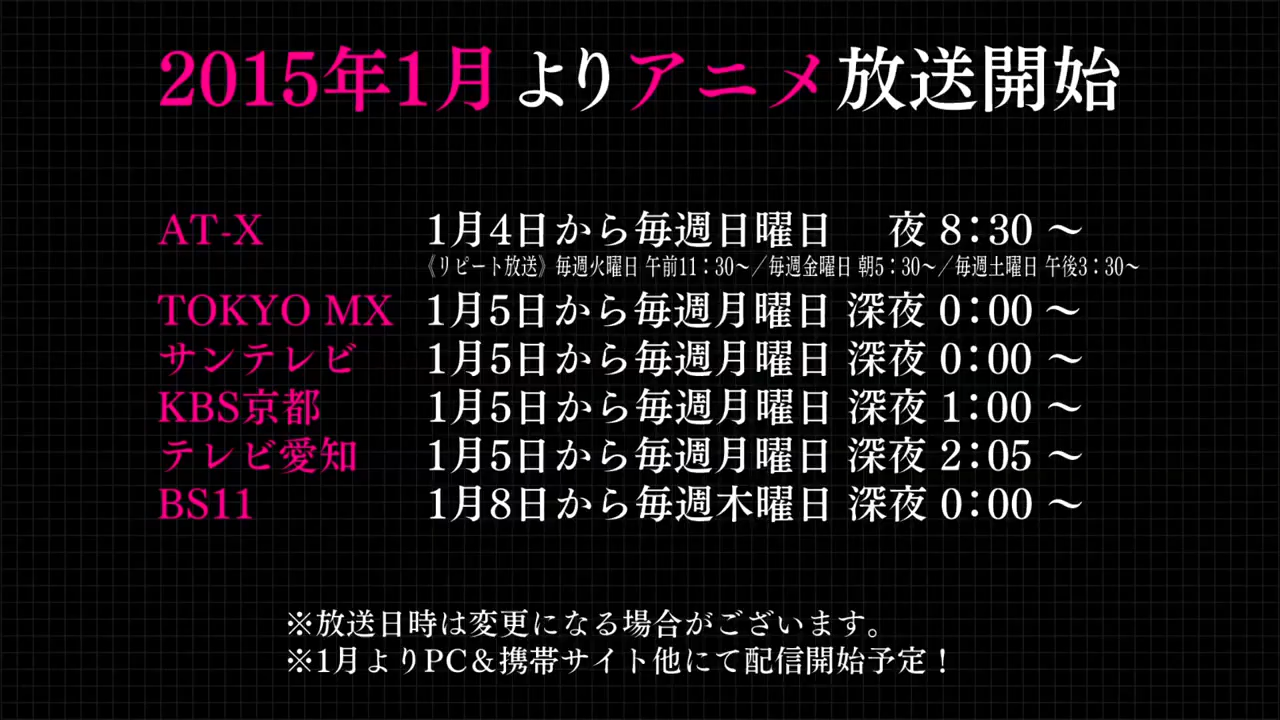 2015年1月よりアニメ放送開始
AT-X 1月4日から毎週日曜日 夜 8:30 ～
《リピート放送》毎週火曜日 午前11:30～／毎週金曜日 朝5:30～／毎週土曜日 午後3:30～
TOKYO MX 1月5日から毎週月曜日 深夜 0:00 ～
サンテレビ 1月5日から毎週月曜日 深夜 0:00 ～
KBS京都 1月5日から毎週月曜日 深夜 1:00 ～
テレビ愛知 1月5日から毎週月曜日 深夜 2:05 ～
BS11 1月8日から毎週木曜日 深夜 0:00 ～
※放送日時は変更になる場合がございます。
※1月よりPC＆携帯サイト他にて配信開始予定！